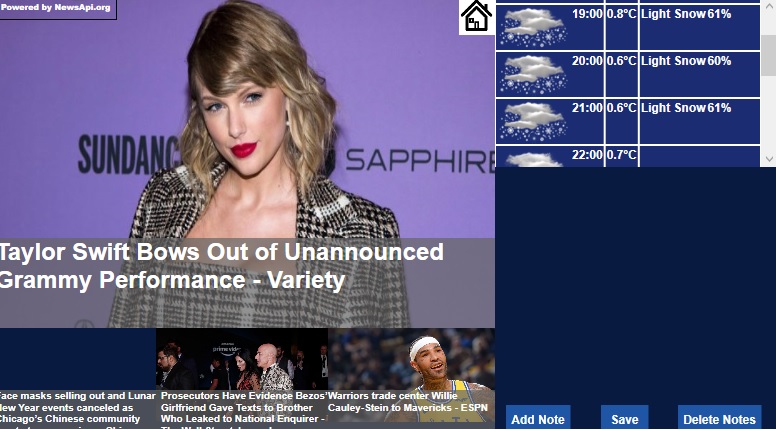 Powered by NewsApi.org
SUNDANC
SAPPHIRE
Taylor Swift Bows Out of Unannounced
Grammy Performance - Variety
prime video
ace masks selling out and Lunar
New Year events canceled as
Chicago's Chinese community
Prosecutors Have Evidence Bezos'
Girlfriend Gave Texts to Brother
Who Leaked to National Enquirer -
Warriors trade center Willie
Cauley-Stein to Mavericks - ESPN
19:00 0.8°C Light Snow 61%
20:00 0.6°C Light Snow 60%
21:00 0.6°C Light Snow 61%
22:00 0.7°C
Add Note
Save
Delete Notes